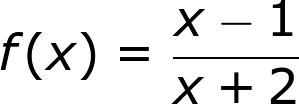 f(x) = (x − 1)/(x + 2)